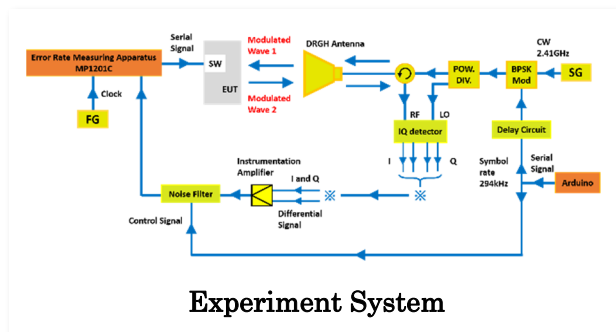 Serial
Signal
Modulated
Wave 1
DRGH Antenna
CW
2.41GHz
Error Rate Measuring Apparatus
MP1201C
SW
EUT
POW.
DIV.
BPSK
Mod
SG
Clock
Modulated
Wave 2
FG
RF
LO
IQ detector
Delay Circuit
I
Q
Instrumentation
Amplifier
I and Q
Symbol
rate
294kHz
Serial
Signal
Arduino
Noise Filter
※
※
Control Signal
Differential
Signal
Experiment System